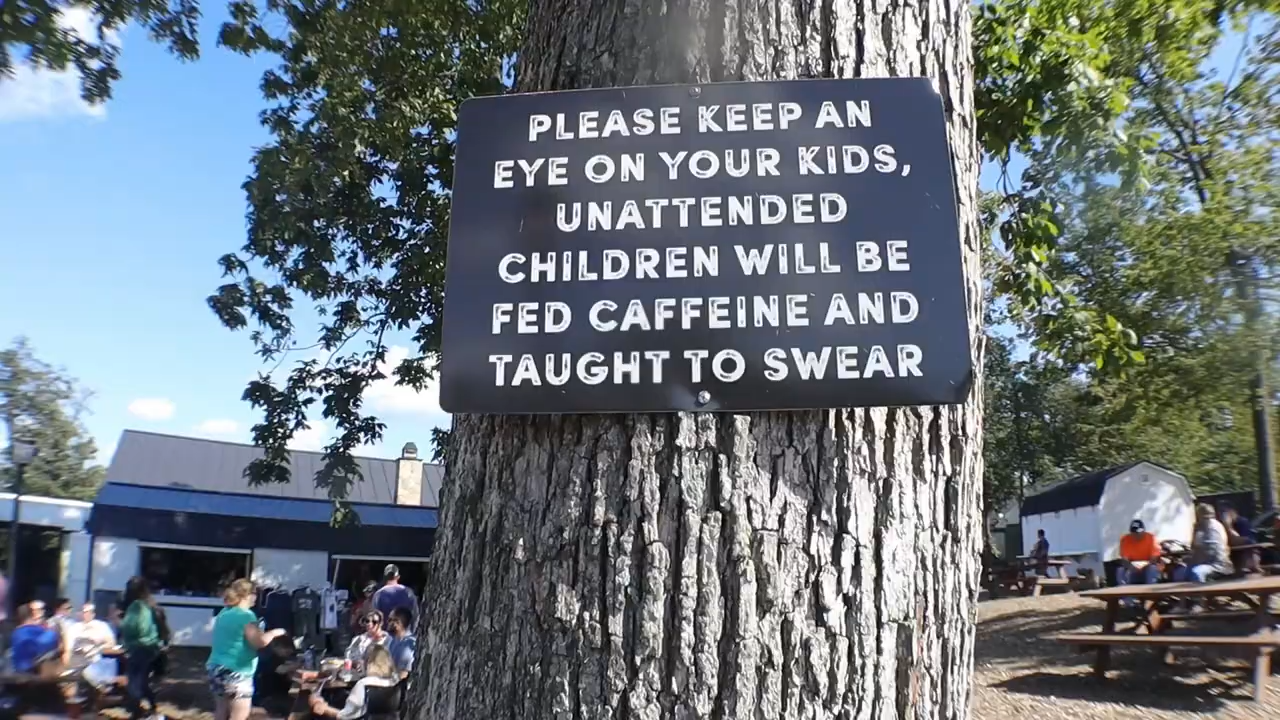 PLEASE KEEP AN
EYE ON YOUR KIDS,
UNATTENDED
CHILDREN WILL BE
FED CAFFEINE AND
TAUGHT TO SWEAR